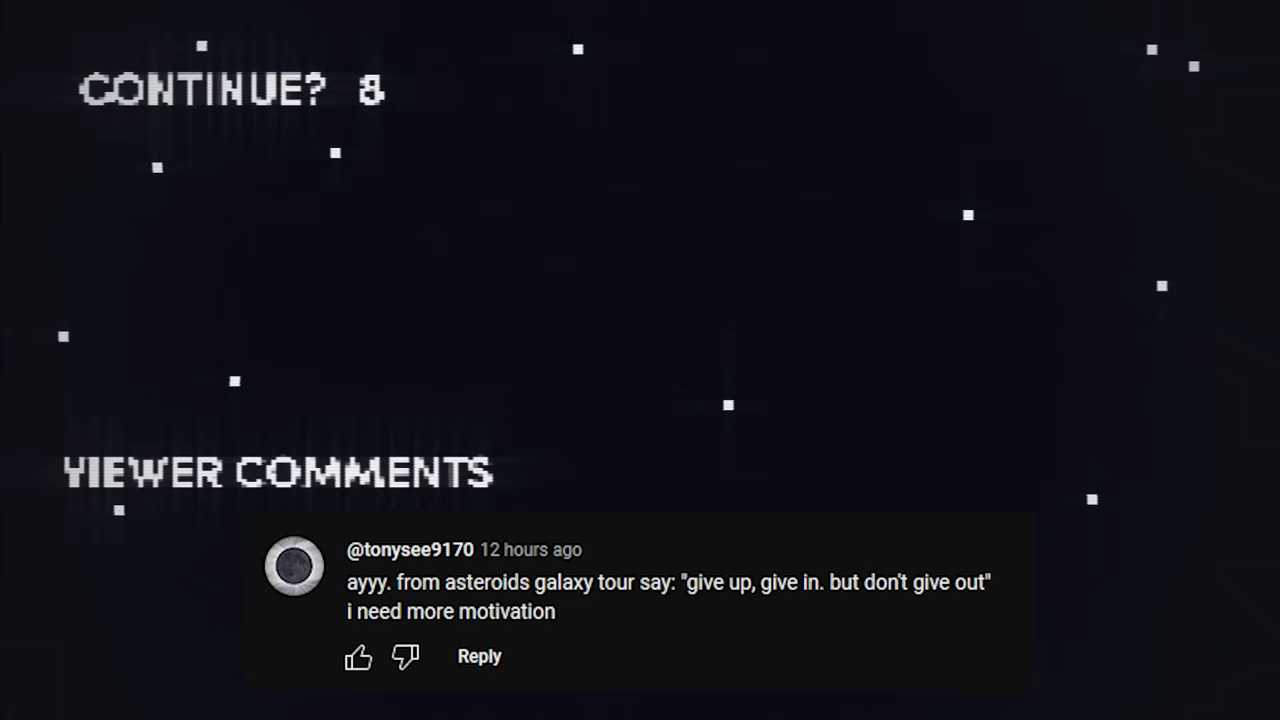 CONTINUE? 8
VIEWER COMMENTS
@tonysee9170 12 hours ago
ayyy. from asteroids galaxy tour say: "give up, give in. but don't give out"
i need more motivation
Reply